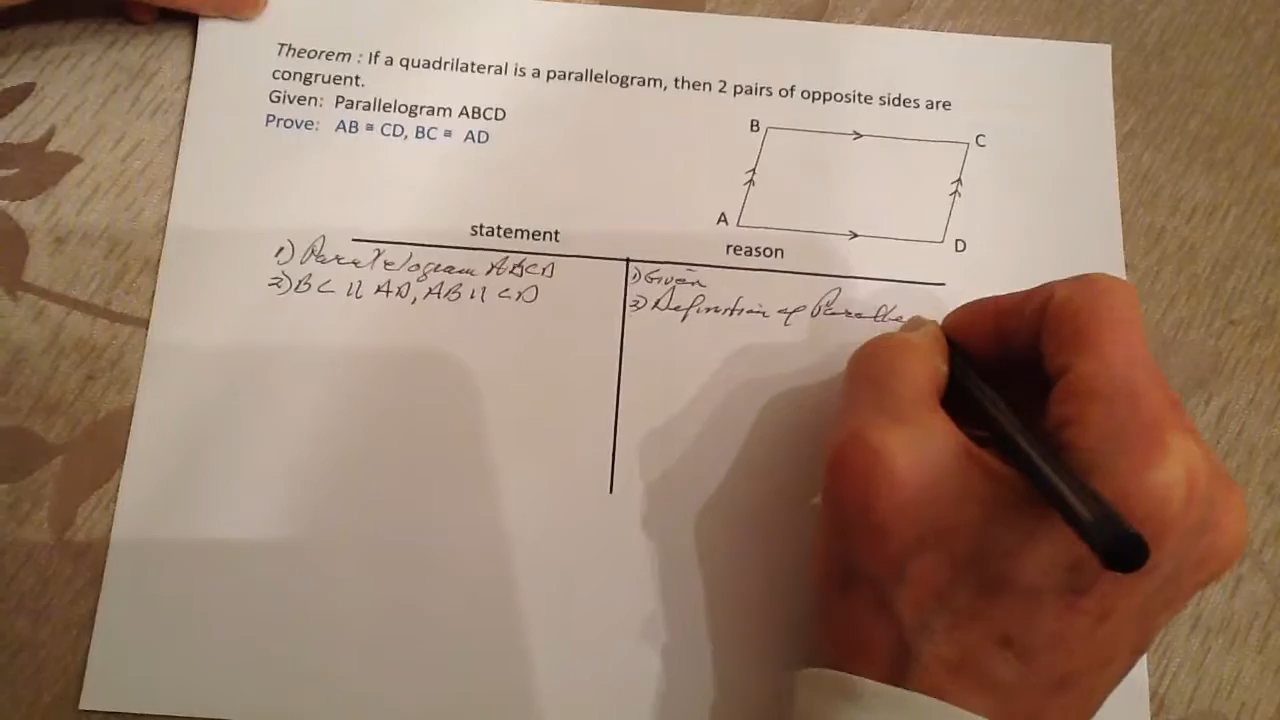 Theorem : If a quadrilateral is a parallelogram, then 2 pairs of opposite sides are
congruent.
Given: Parallelogram ABCD
Prove: AB ≅ CD, BC ≅ AD
B
C
A
D
statement
reason
1) Parallelogram ABCD
1) Given
2) BC || AD, AB || CD
2) Definition of Paralle